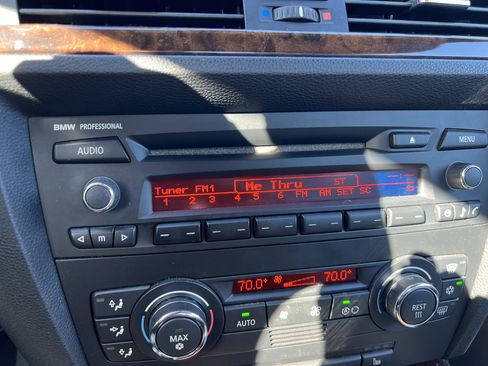 BMW PROFESSIONAL
AUDIO
MENU
Tuner FM1 Me Thru ST
1 2 3 4 5 6 FM AM SET SC
m
70.0° 70.0°
MAX
AUTO
REST